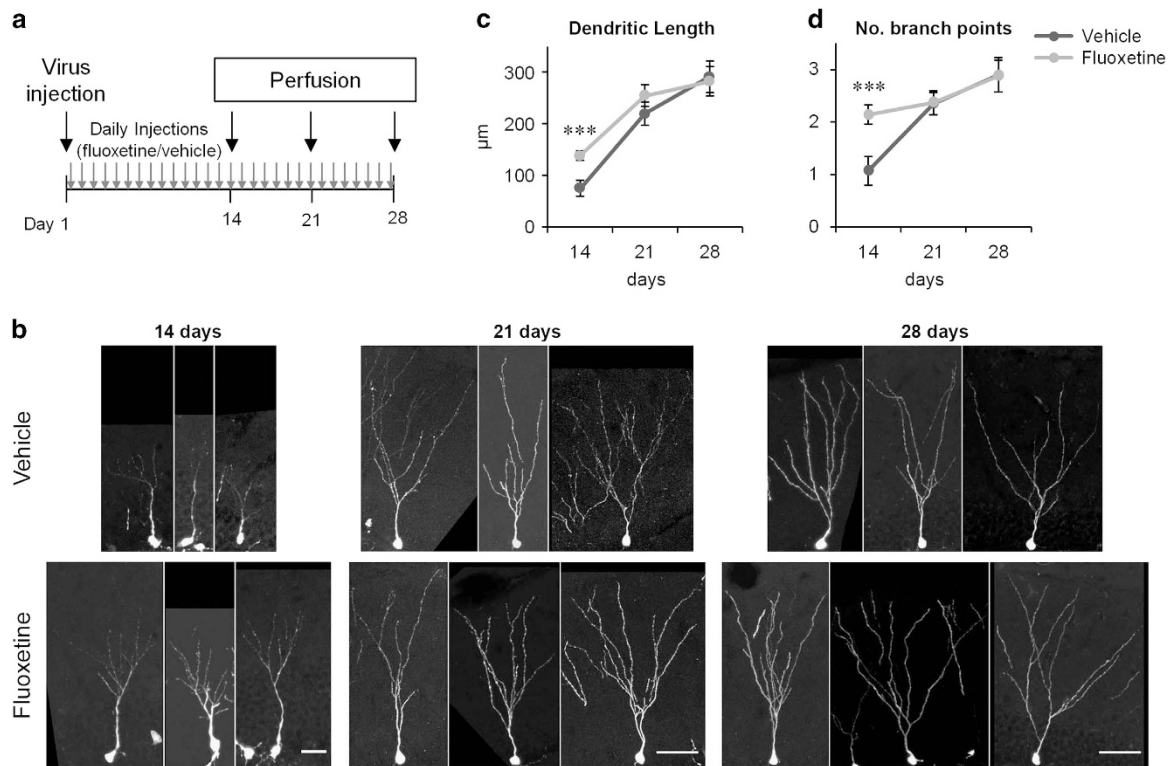 a
Virus
injection
Perfusion
Daily Injections
(fluoxetine/vehicle)
Day 1
14
21
28
c
Dendritic Length
µm
300
200
100
0
***
14
21
28
days
d
No. branch points
3
2
1
0
***
14
21
28
days
Vehicle
Fluoxetine
b
14 days
21 days
28 days
Vehicle
Fluoxetine